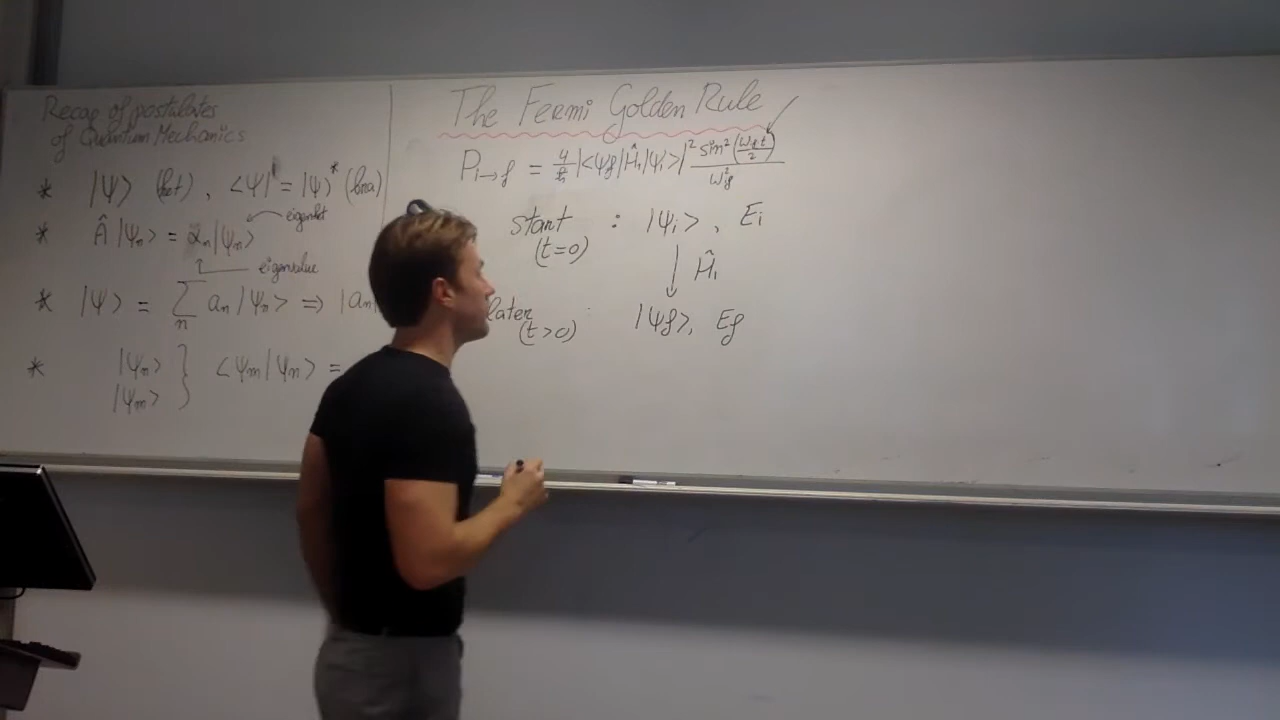 Recap of postulates
of Quantum Mechanics
* |Ψ> (ket), <Ψ| = |Ψ>* (bra)
* Â |Ψn> = αn |Ψn> eigenket
eigenvalue
* |Ψ> = Σn an |Ψn> => |an|
* |Ψn> } <Ψm|Ψn> =
|Ψm>
The Fermi Golden Rule
Pi→f = 4/ħ |<Ψf|Ĥ1|Ψi>|² sin²(ωft/2) / ωf²
start : |Ψi>, Ei
(t=0)
Ĥ1
later : |Ψf>, Ef
(t>0)